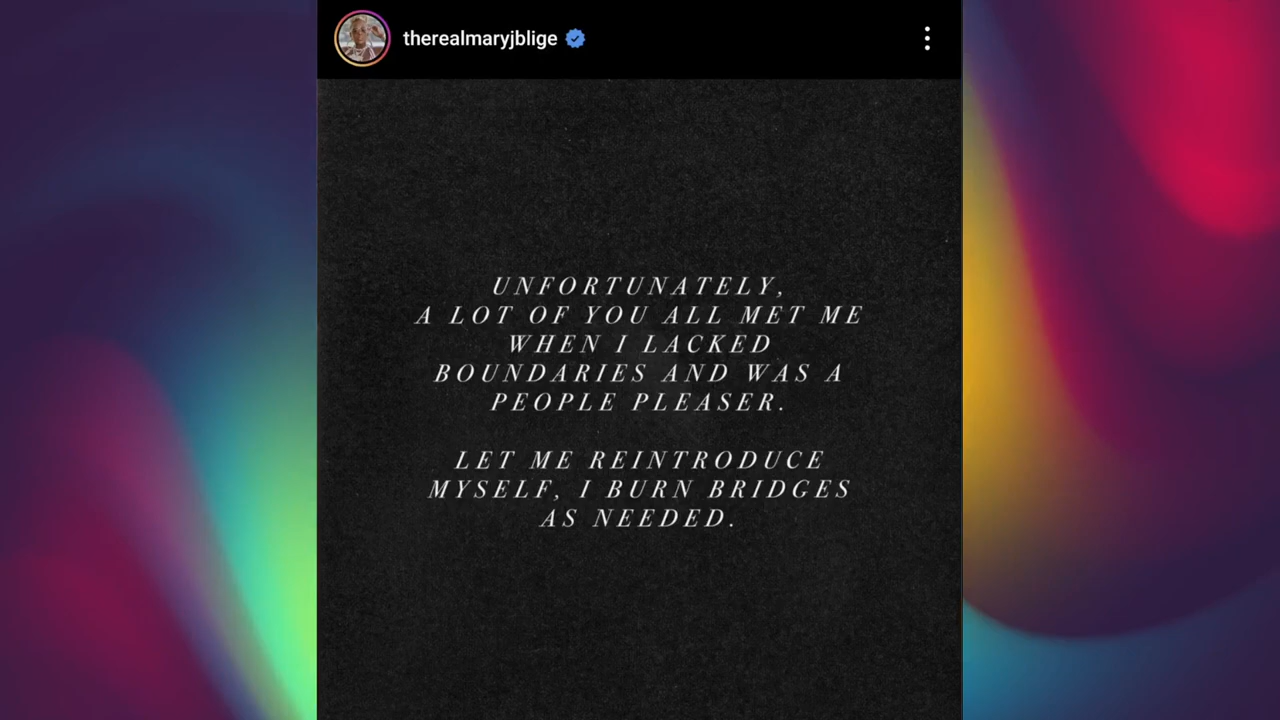 therealmaryjblige
UNFORTUNATELY,
A LOT OF YOU ALL MET ME
WHEN I LACKED
BOUNDARIES AND WAS A
PEOPLE PLEASER.
LET ME REINTRODUCE
MYSELF, I BURN BRIDGES
AS NEEDED.